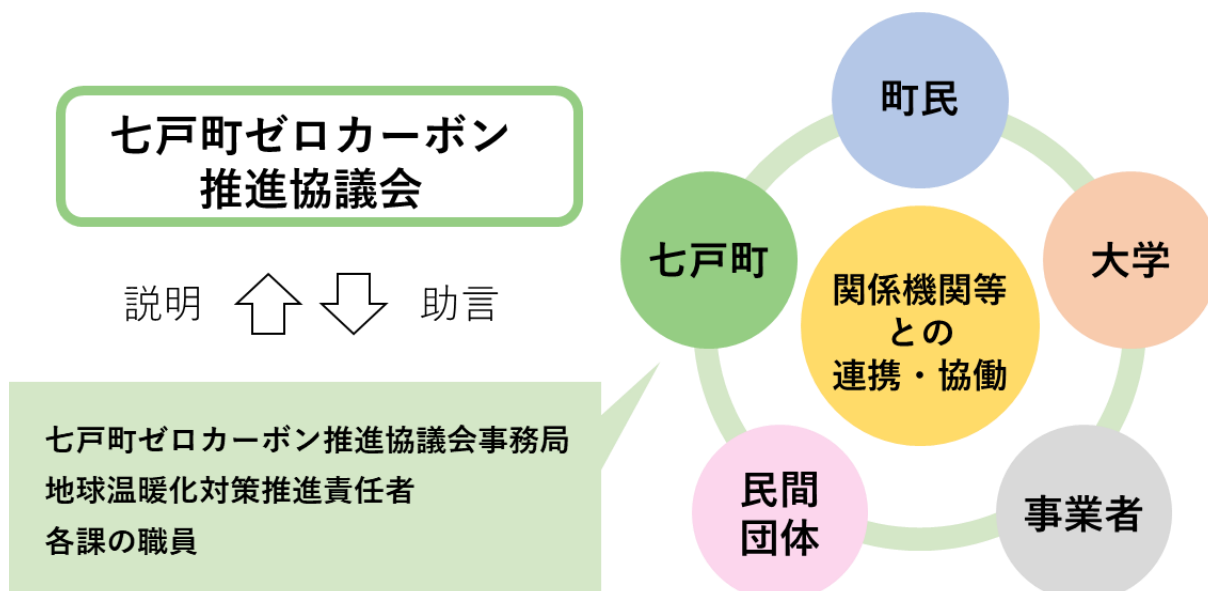 七戸町ゼロカーボン
推進協議会
説明
助言
七戸町ゼロカーボン推進協議会事務局
地球温暖化対策推進責任者
各課の職員
町民
七戸町
大学
関係機関等
との
連携・協働
民間
団体
事業者